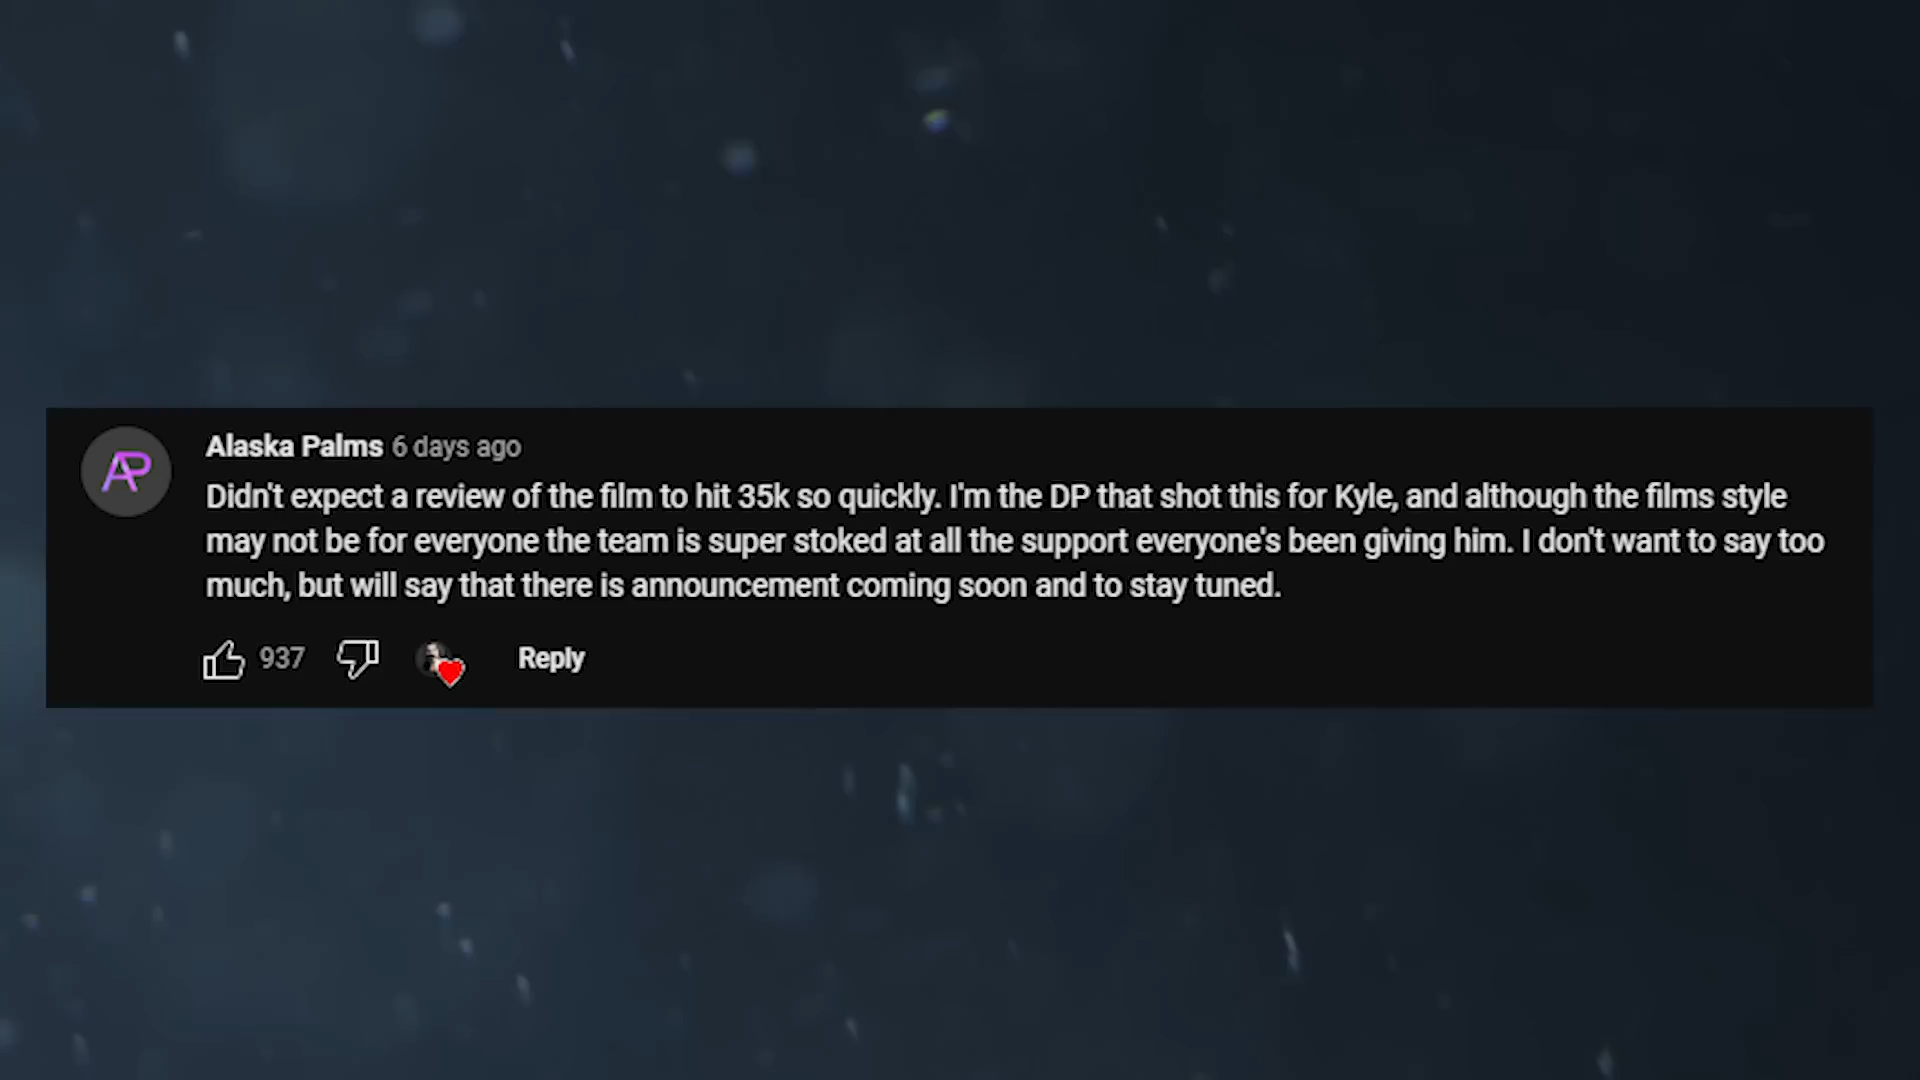 Alaska Palms 6 days ago
Didn't expect a review of the film to hit 35k so quickly. I'm the DP that shot this for Kyle, and although the films style
may not be for everyone the team is super stoked at all the support everyone's been giving him. I don't want to say too
much, but will say that there is announcement coming soon and to stay tuned.
937 Reply
AP